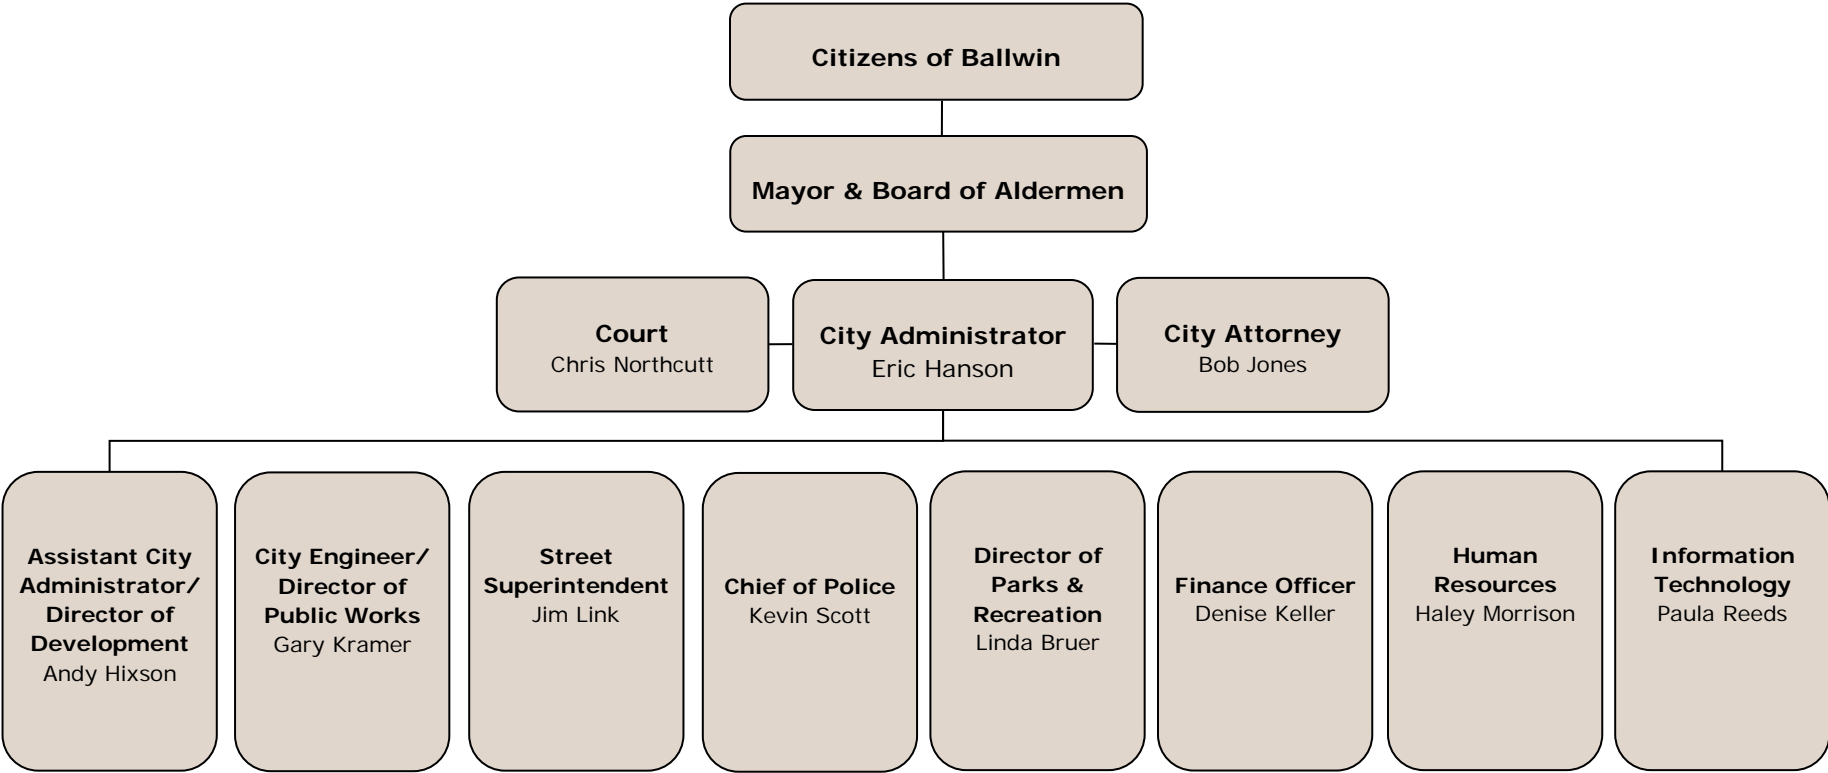 Citizens of Ballwin
Mayor & Board of Aldermen
Court
Chris Northcutt
City Administrator
Eric Hanson
City Attorney
Bob Jones
Assistant City
Administrator/
Director of
Development
Andy Hixson
City Engineer/
Director of
Public Works
Gary Kramer
Street
Superintendent
Jim Link
Chief of Police
Kevin Scott
Director of
Parks &
Recreation
Linda Bruer
Finance Officer
Denise Keller
Human
Resources
Haley Morrison
Information
Technology
Paula Reeds